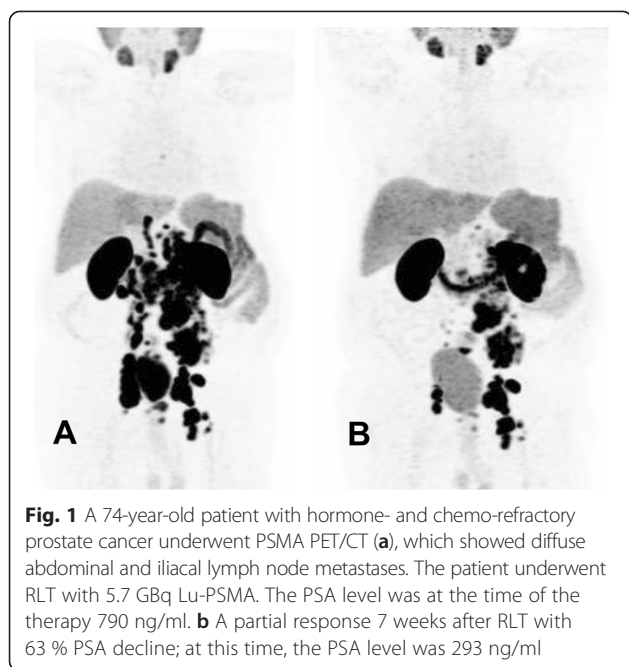 A
B
Fig. 1 A 74-year-old patient with hormone- and chemo-refractory
prostate cancer underwent PSMA PET/CT (a), which showed diffuse
abdominal and iliacal lymph node metastases. The patient underwent
RLT with 5.7 GBq Lu-PSMA. The PSA level was at the time of the
therapy 790 ng/ml. b A partial response 7 weeks after RLT with
63 % PSA decline; at this time, the PSA level was 293 ng/ml